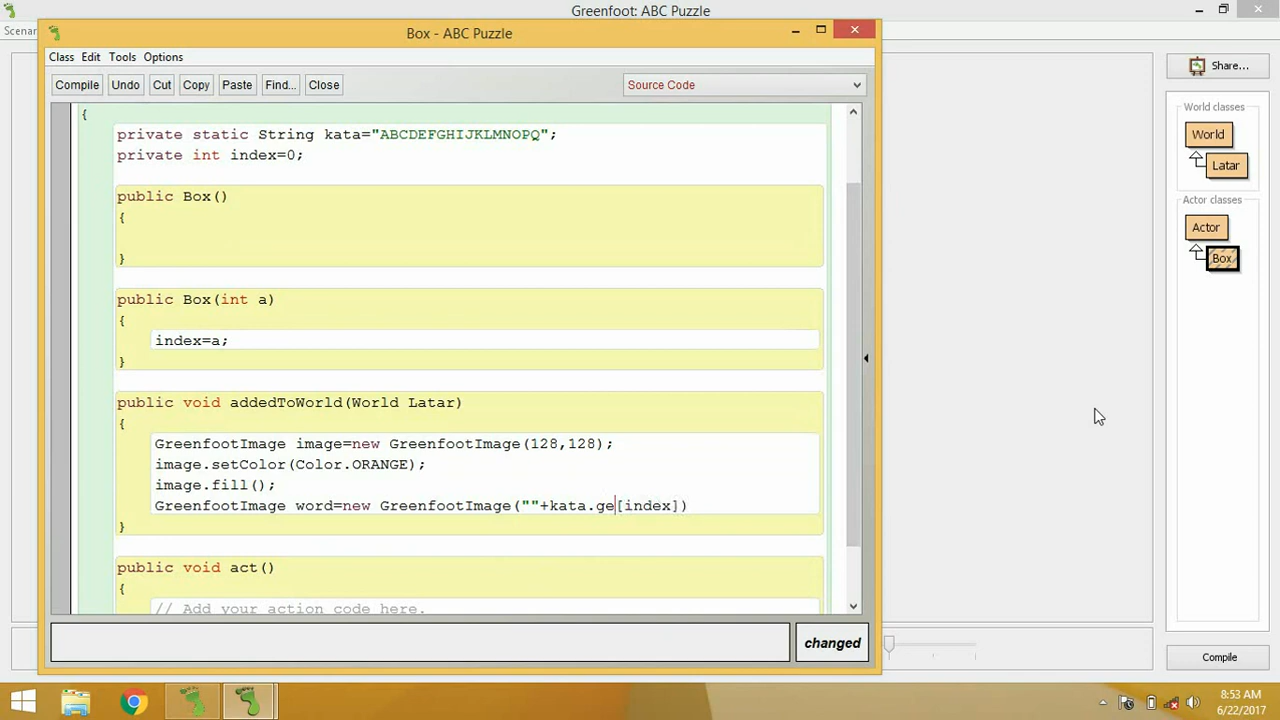 Greenfoot: ABC Puzzle
Scenar
Box - ABC Puzzle
Class Edit Tools Options
Compile Undo Cut Copy Paste Find... Close Source Code
{
private static String kata="ABCDEFGHIJKLMNOPQ";
private int index=0;
public Box()
{
}
public Box(int a)
{
index=a;
}
public void addedToWorld(World Latar)
{
GreenfootImage image=new GreenfootImage(128,128);
image.setColor(Color.ORANGE);
image.fill();
GreenfootImage word=new GreenfootImage(""+kata.ge[index])
}
public void act()
{
// Add your action code here.
changed
Share...
World classes
World
Latar
Actor classes
Actor
Box
Compile
8:53 AM
6/22/2017